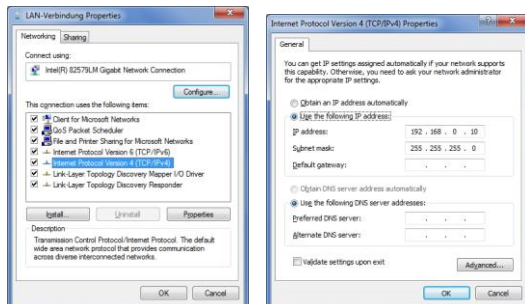 LAN-Verbindung Properties
Networking
Sharing
Connect using:
Intel(R) 82579LM Gigabit Network Connection
Configure...
This connection uses the following items:
Client for Microsoft Networks
QoS Packet Scheduler
File and Printer Sharing for Microsoft Networks
Internet Protocol Version 6 (TCP/IPv6)
Internet Protocol Version 4 (TCP/IPv4)
Link-Layer Topology Discovery Mapper I/O Driver
Link-Layer Topology Discovery Responder
Install...
Uninstall
Properties
Description
Transmission Control Protocol/Internet Protocol. The default
wide area network protocol that provides communication
across diverse interconnected networks.
OK
Cancel
Internet Protocol Version 4 (TCP/IPv4) Properties
General
You can get IP settings assigned automatically if your network supports
this capability. Otherwise, you need to ask your network administrator
for the appropriate IP settings.
Obtain an IP address automatically
Use the following IP address:
IP address: 192 . 168 . 0 . 10
Subnet mask: 255 . 255 . 255 . 0
Default gateway: . . .
Obtain DNS server address automatically
Use the following DNS server addresses:
Preferred DNS server: . . .
Alternate DNS server: . . .
Validate settings upon exit
Advanced...
OK
Cancel